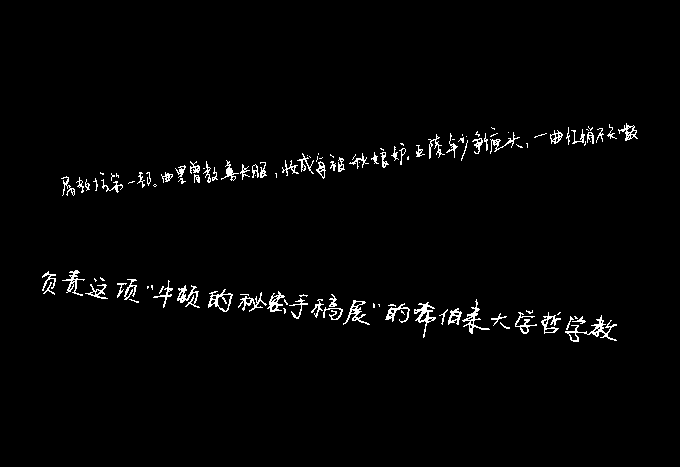 属教坊第一部。曲罢曾教善才服，妆成每被秋娘妒。五陵年少争缠头，一曲红绡不知数
负责这项“牛顿的秘密手稿展”的希伯来大学哲学教